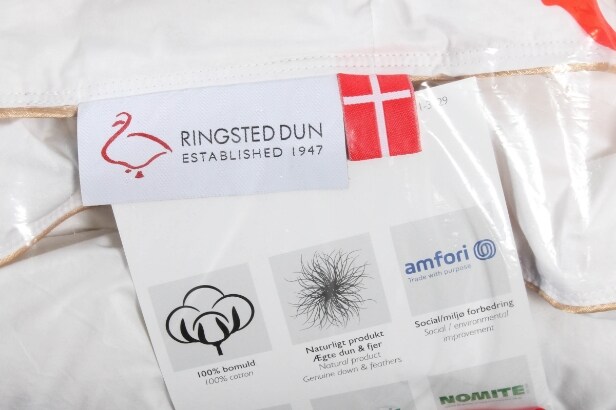 RINGSTED DUN
ESTABLISHED 1947
amfori
Trade with purpose
100% bomuld
100% cotton
Naturligt produkt
Ægte dun & fjer
Natural product
Genuine down & feathers
Social/miljø forbedring
Social / environmental
improvement
NOMITE